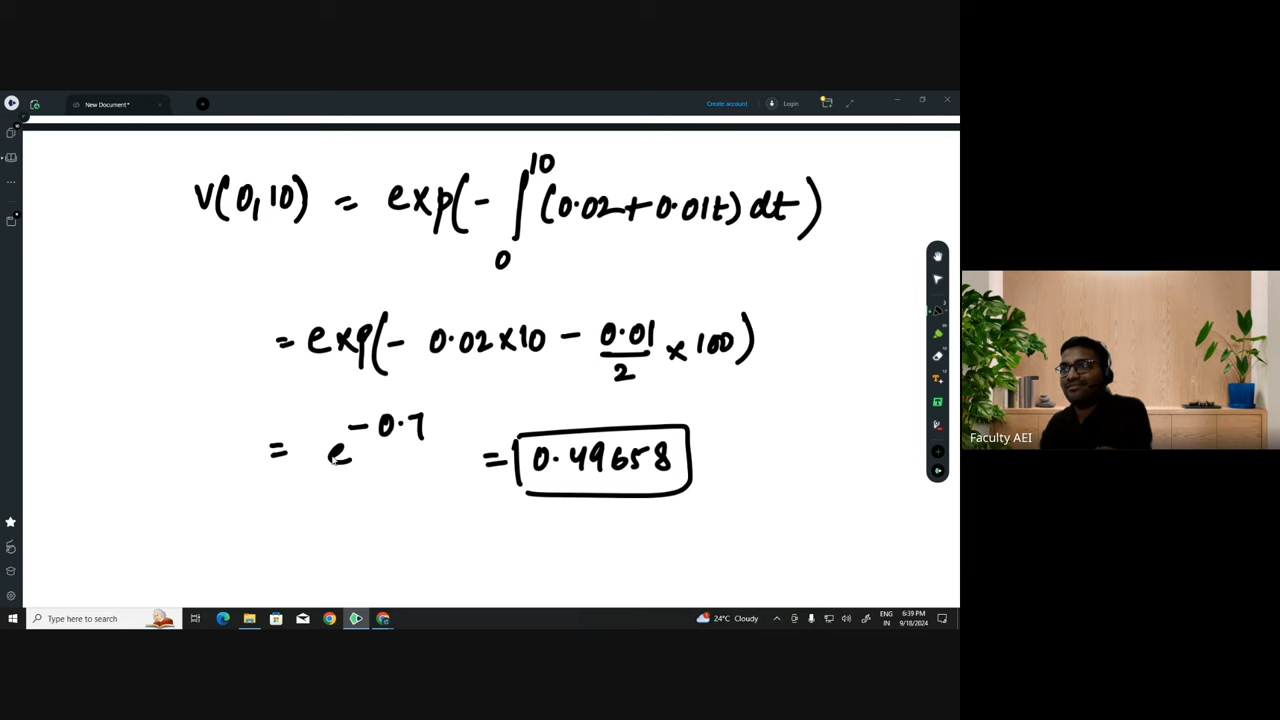 New Document*
Create account
Login
V(0,10) = exp(- ∫₀¹⁰ (0.02+0.01t) dt)
= exp(- 0.02×10 - 0.01/2 × 100)
= e^-0.7 = 0.49658
Faculty AEI
Type here to search
24°C Cloudy
ENG
IN
6:39 PM
9/18/2024